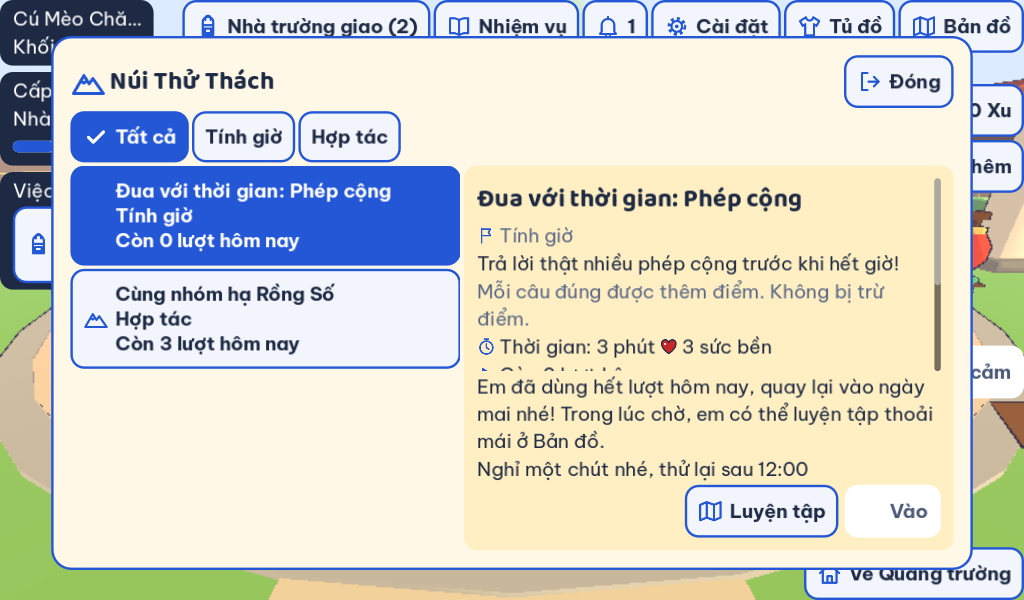 Cú Mèo Chă...
Khối
Nhà trường giao (2)
Nhiệm vụ
1
Cài đặt
Tủ đồ
Bản đồ
Cấp
Nhà
Việc
Núi Thử Thách
Đóng
Tất cả
Tính giờ
Hợp tác
Đua với thời gian: Phép cộng
Tính giờ
Còn 0 lượt hôm nay
Cùng nhóm hạ Rồng Số
Hợp tác
Còn 3 lượt hôm nay
Đua với thời gian: Phép cộng
Tính giờ
Trả lời thật nhiều phép cộng trước khi hết giờ!
Mỗi câu đúng được thêm điểm. Không bị trừ
điểm.
Thời gian: 3 phút ❤ 3 sức bền
Em đã dùng hết lượt hôm nay, quay lại vào ngày
mai nhé! Trong lúc chờ, em có thể luyện tập thoải
mái ở Bản đồ.
Nghỉ một chút nhé, thử lại sau 12:00
Luyện tập
Vào
0 Xu
hêm
cảm
Về Quảng trường